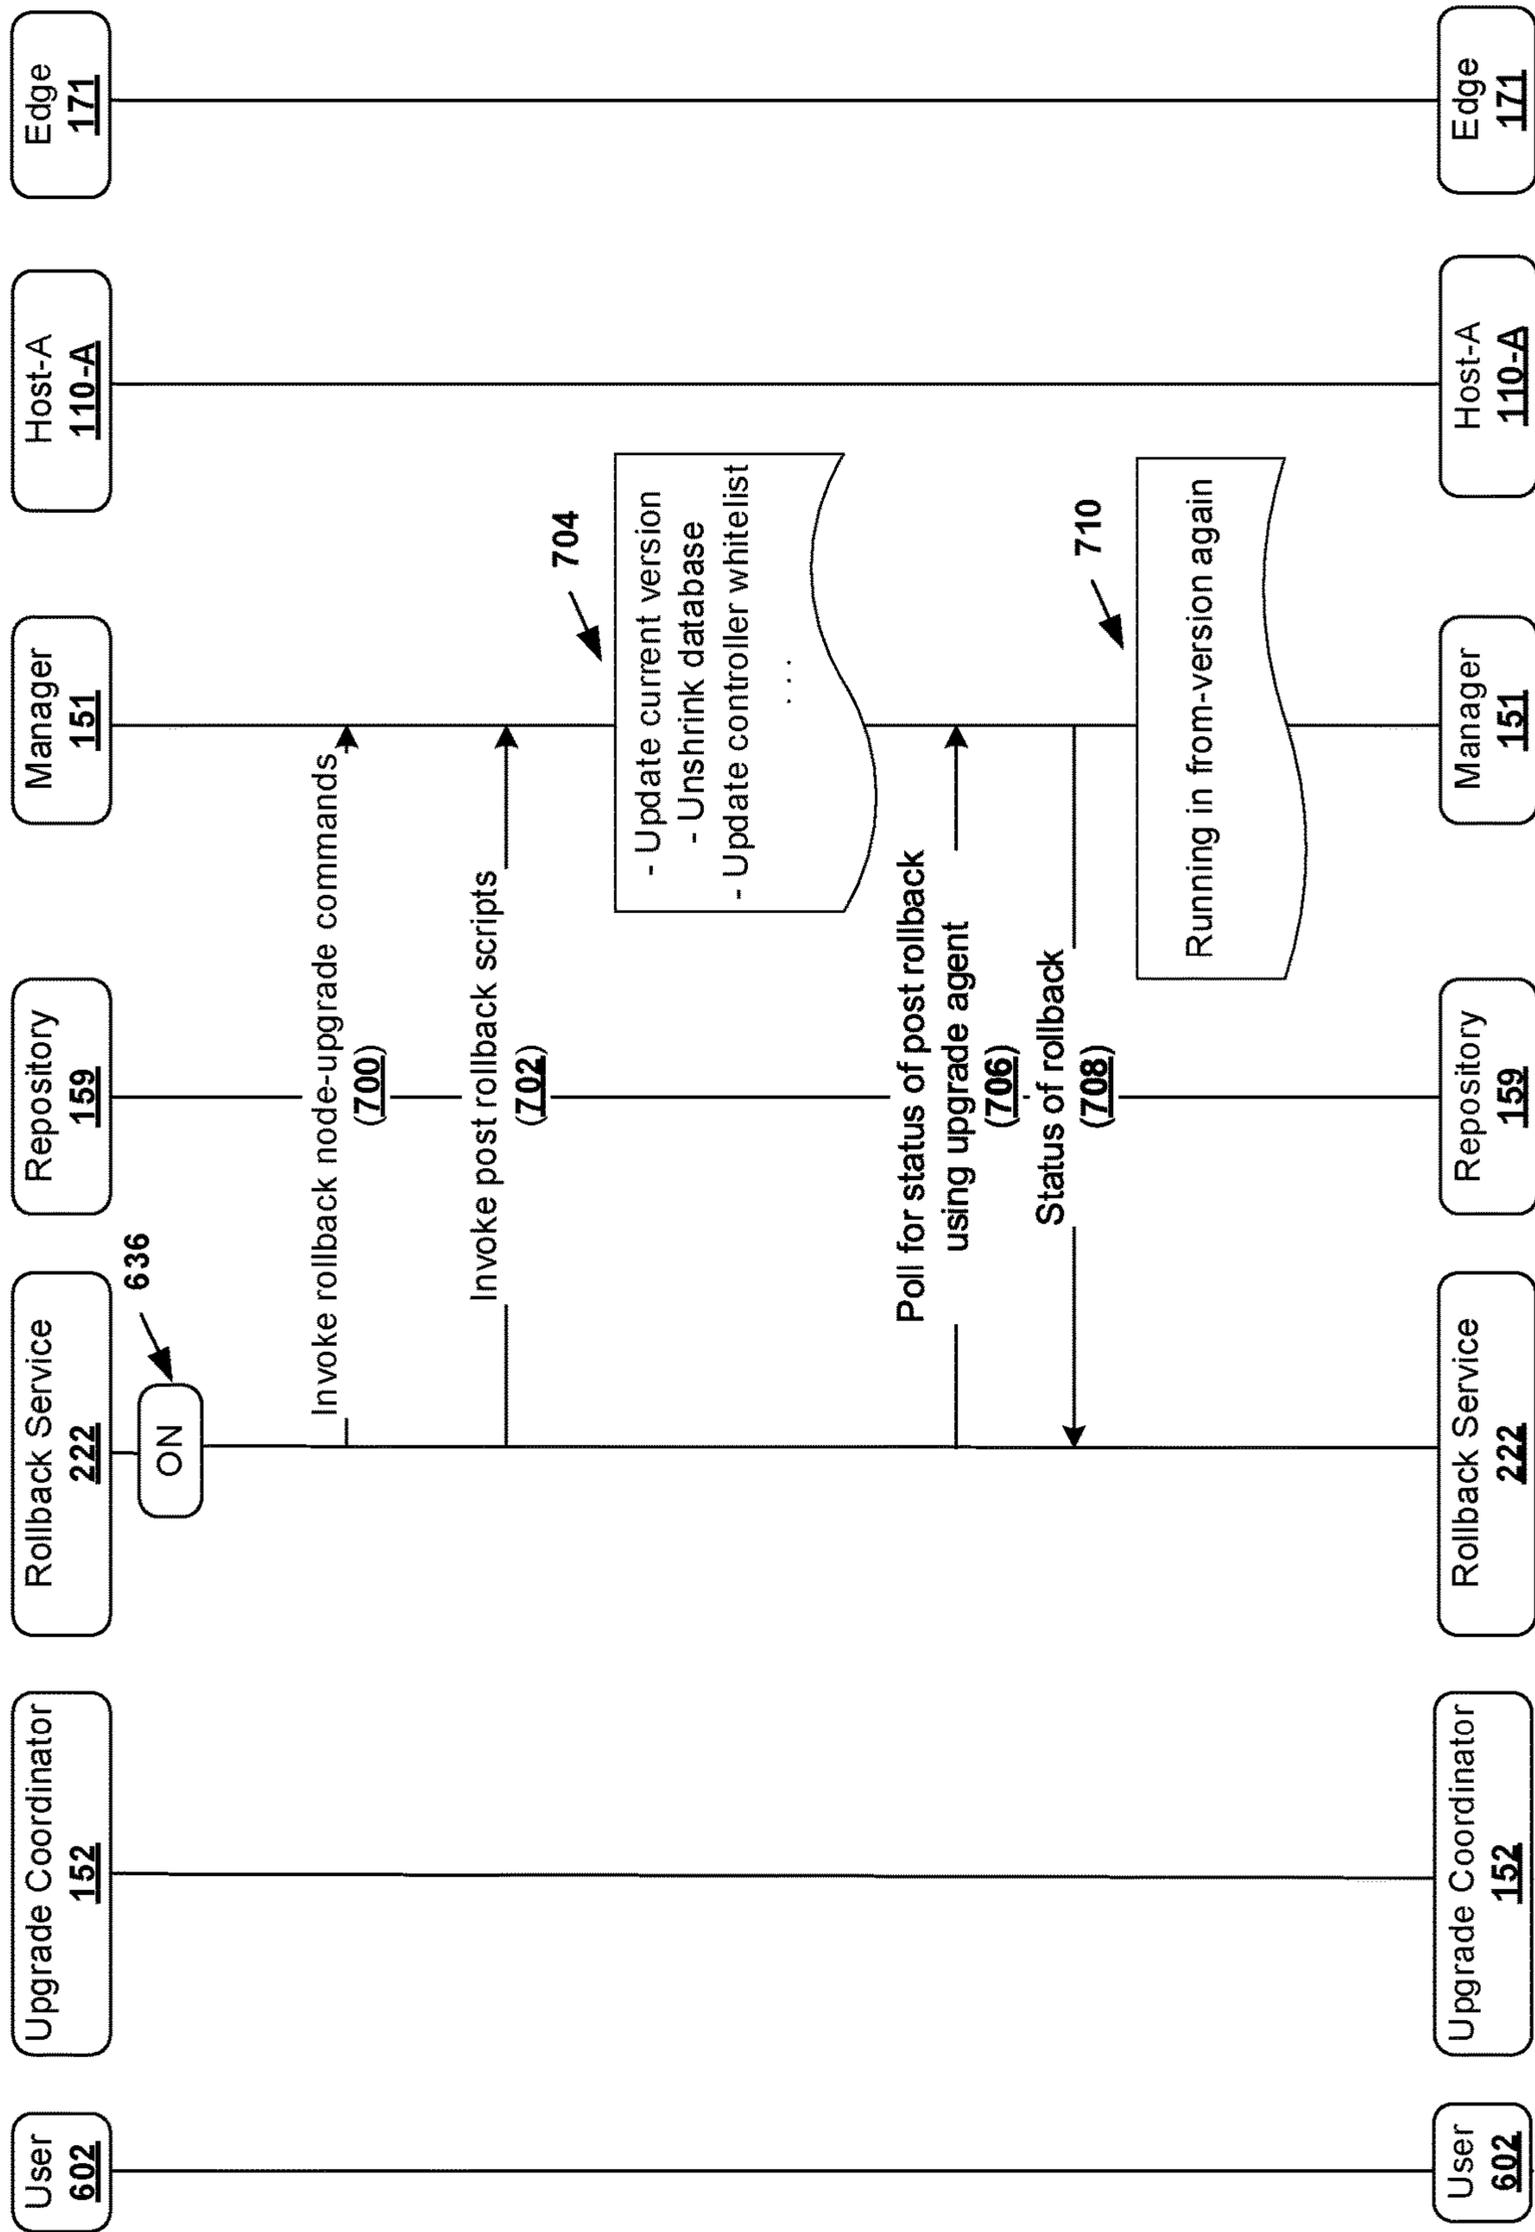 User
602
Upgrade Coordinator
152
Rollback Service
222
Repository
159
Manager
151
Host-A
110-A
Edge
171
ON
636
Invoke rollback node-upgrade commands
(700)
Invoke post rollback scripts
(702)
704
- Update current version
- Unshrink database
- Update controller whitelist
...
Poll for status of post rollback
using upgrade agent
(706)
Status of rollback
(708)
710
Running in from-version again
User
602
Upgrade Coordinator
152
Rollback Service
222
Repository
159
Manager
151
Host-A
110-A
Edge
171